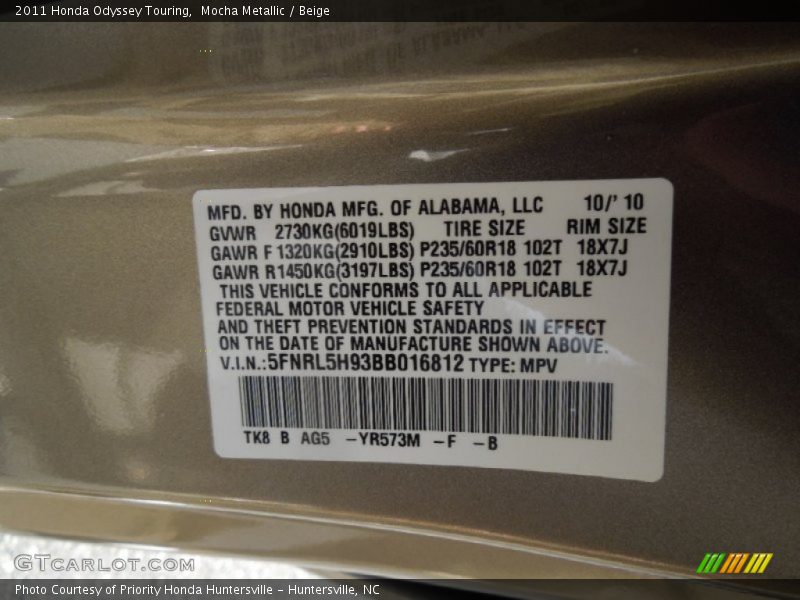 2011 Honda Odyssey Touring,  Mocha Metallic / Beige
MFD. BY HONDA MFG. OF ALABAMA, LLC 10/' 10
GVWR 2730KG(6019LBS) TIRE SIZE RIM SIZE
GAWR F 1320KG(2910LBS) P235/60R18 102T 18X7J
GAWR R1450KG(3197LBS) P235/60R18 102T 18X7J
THIS VEHICLE CONFORMS TO ALL APPLICABLE
FEDERAL MOTOR VEHICLE SAFETY
AND THEFT PREVENTION STANDARDS IN EFFECT
ON THE DATE OF MANUFACTURE SHOWN ABOVE.
V.I.N.:5FNRL5H93BB016812 TYPE: MPV
TK8 B AG5 -YR573M -F -B
GTCARLOT.COM
Photo Courtesy of Priority Honda Huntersville – Huntersville, NC